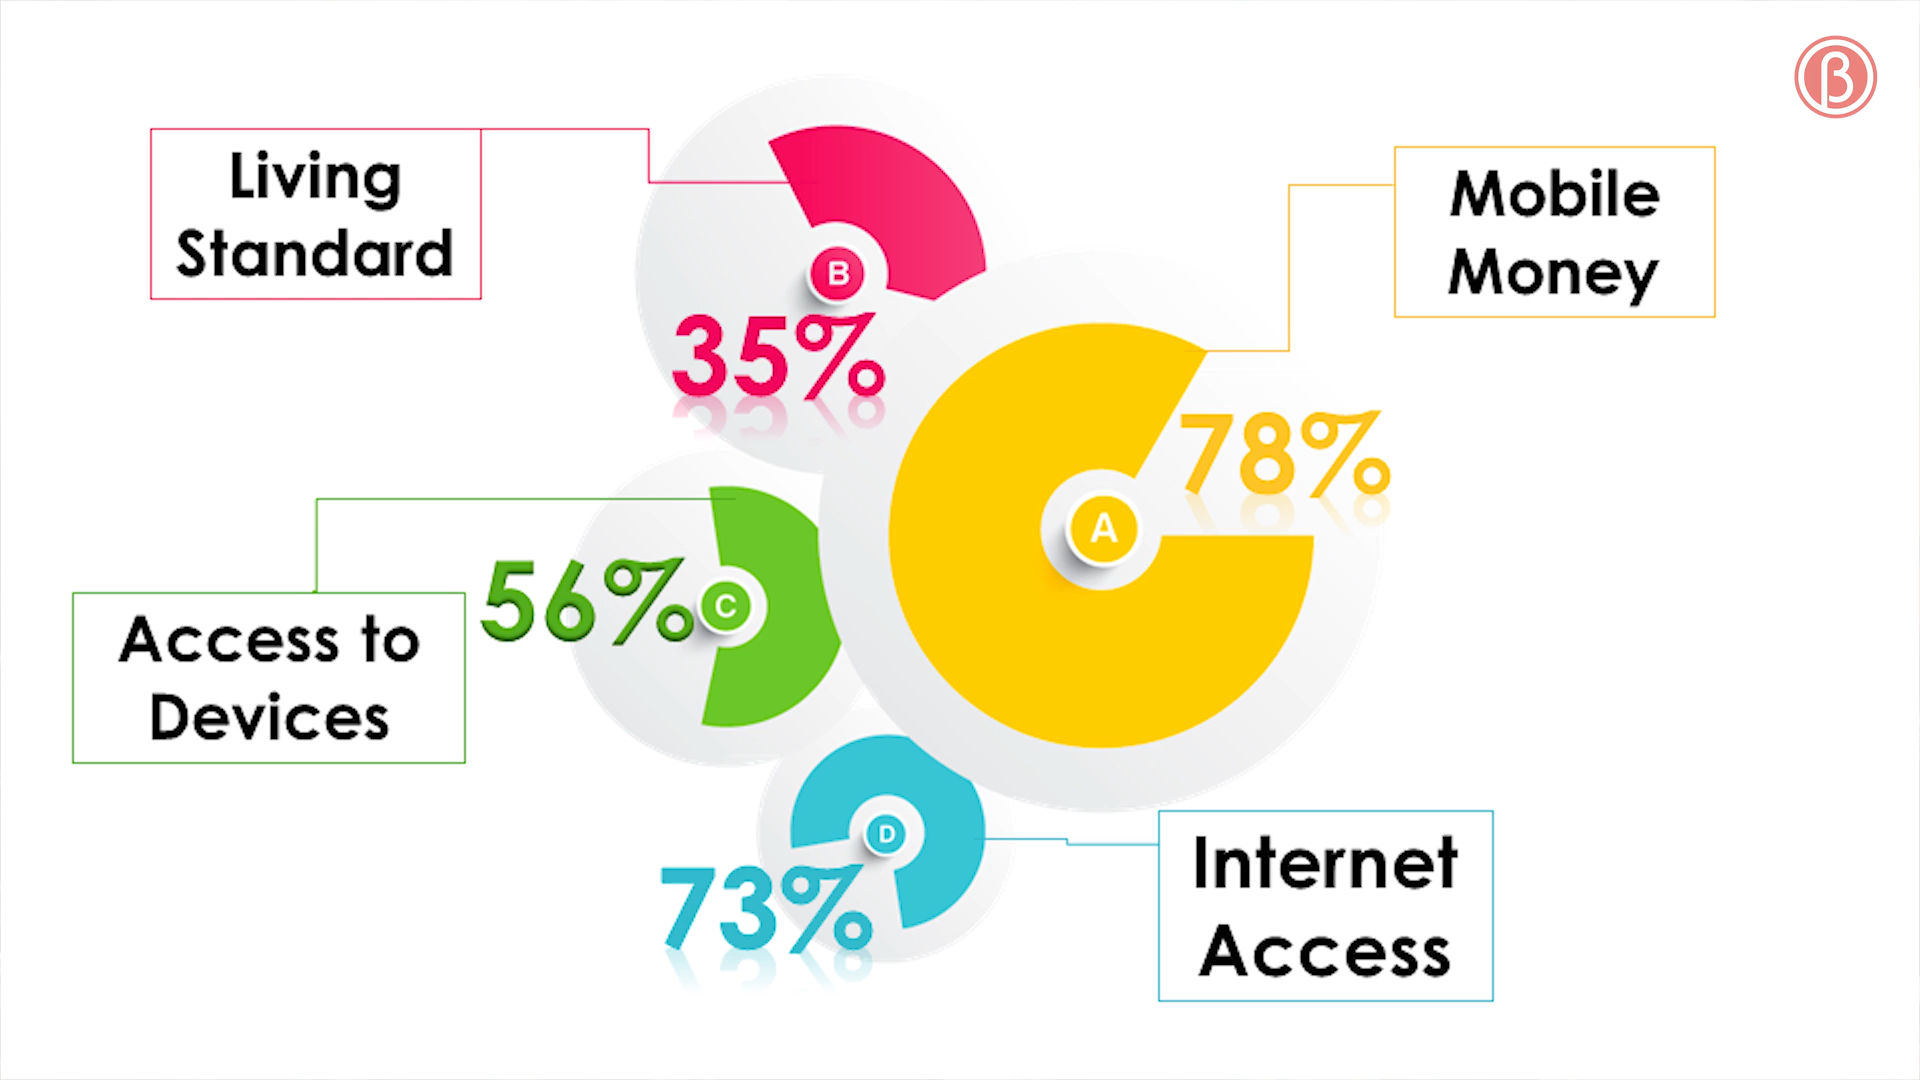 β
Living
Standard
B
35%
Mobile
Money
78%
A
56%
C
Access to
Devices
D
73%
Internet
Access